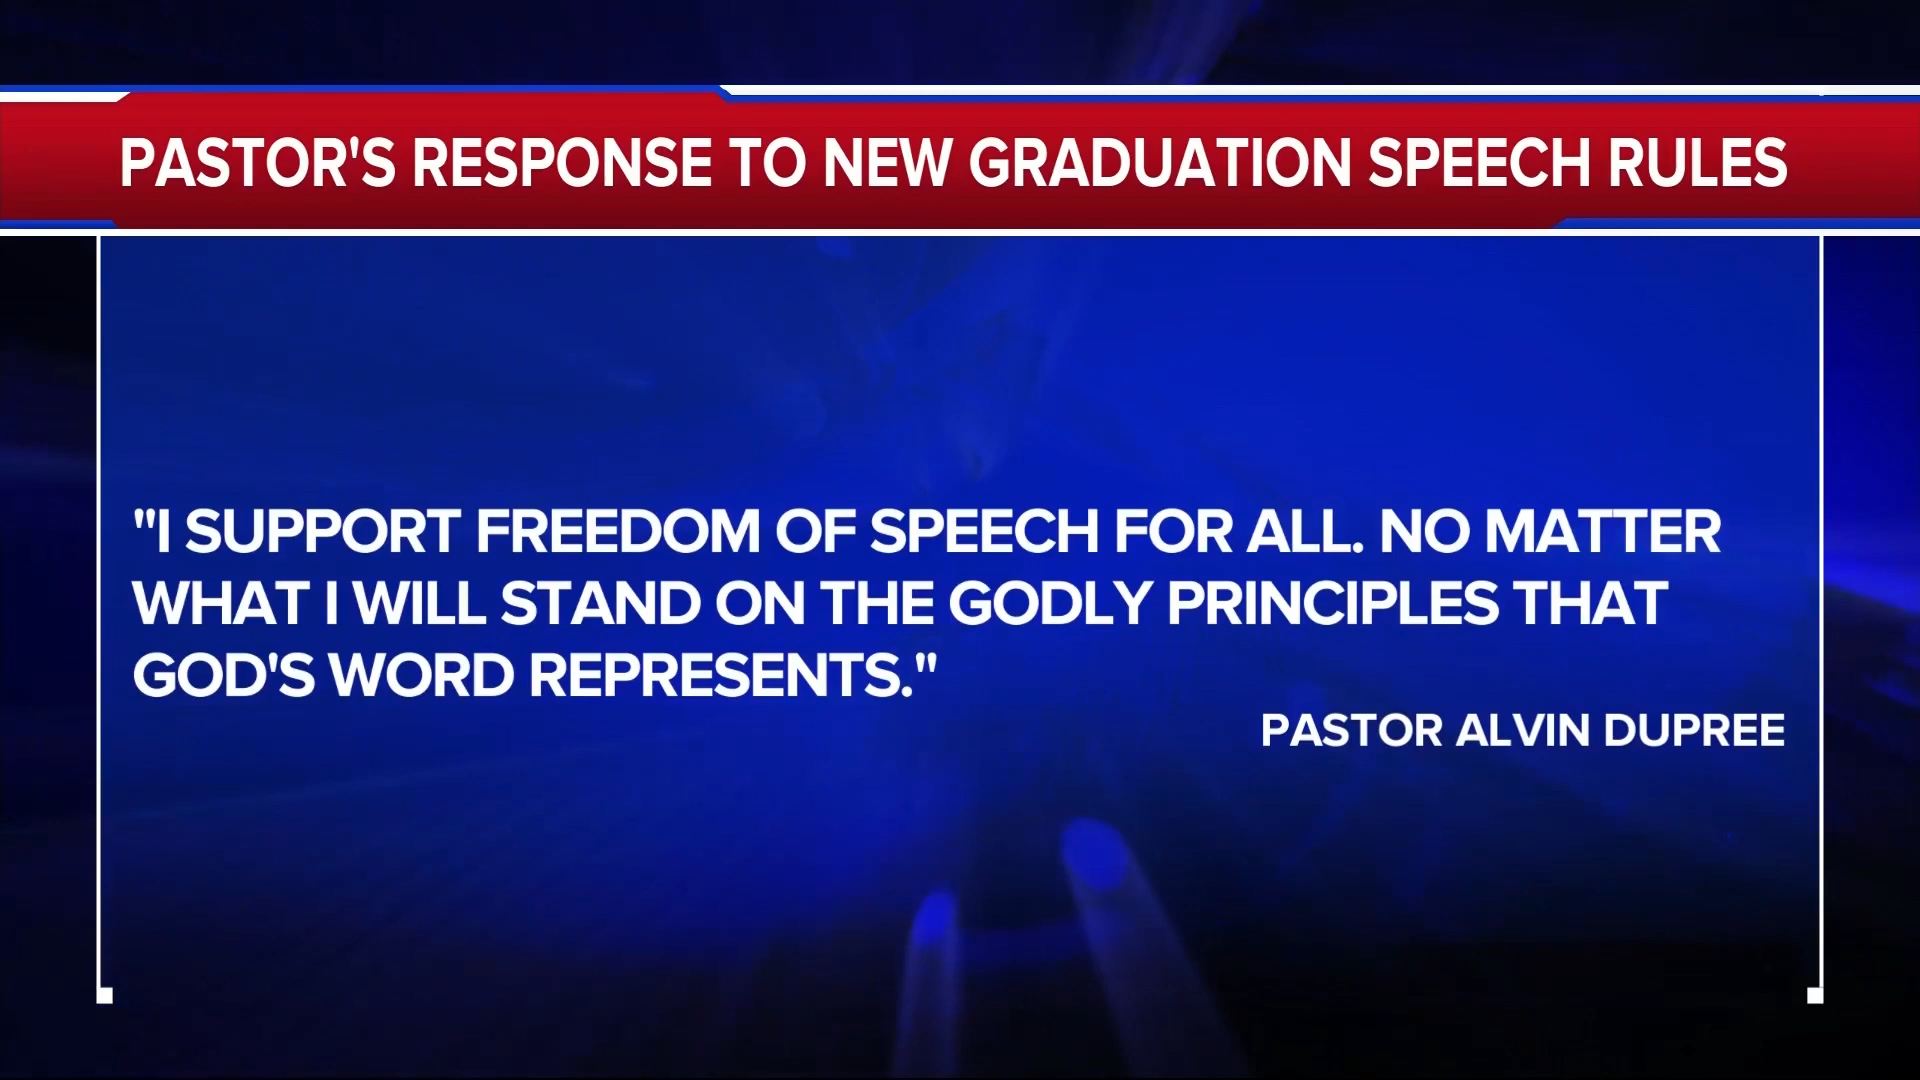 PASTOR'S RESPONSE TO NEW GRADUATION SPEECH RULES
"I SUPPORT FREEDOM OF SPEECH FOR ALL. NO MATTER
WHAT I WILL STAND ON THE GODLY PRINCIPLES THAT
GOD'S WORD REPRESENTS."
PASTOR ALVIN DUPREE